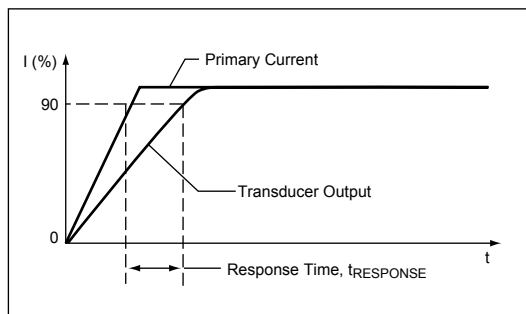 I (%)
Primary Current
90
Transducer Output
0
t
Response Time, tRESPONSE